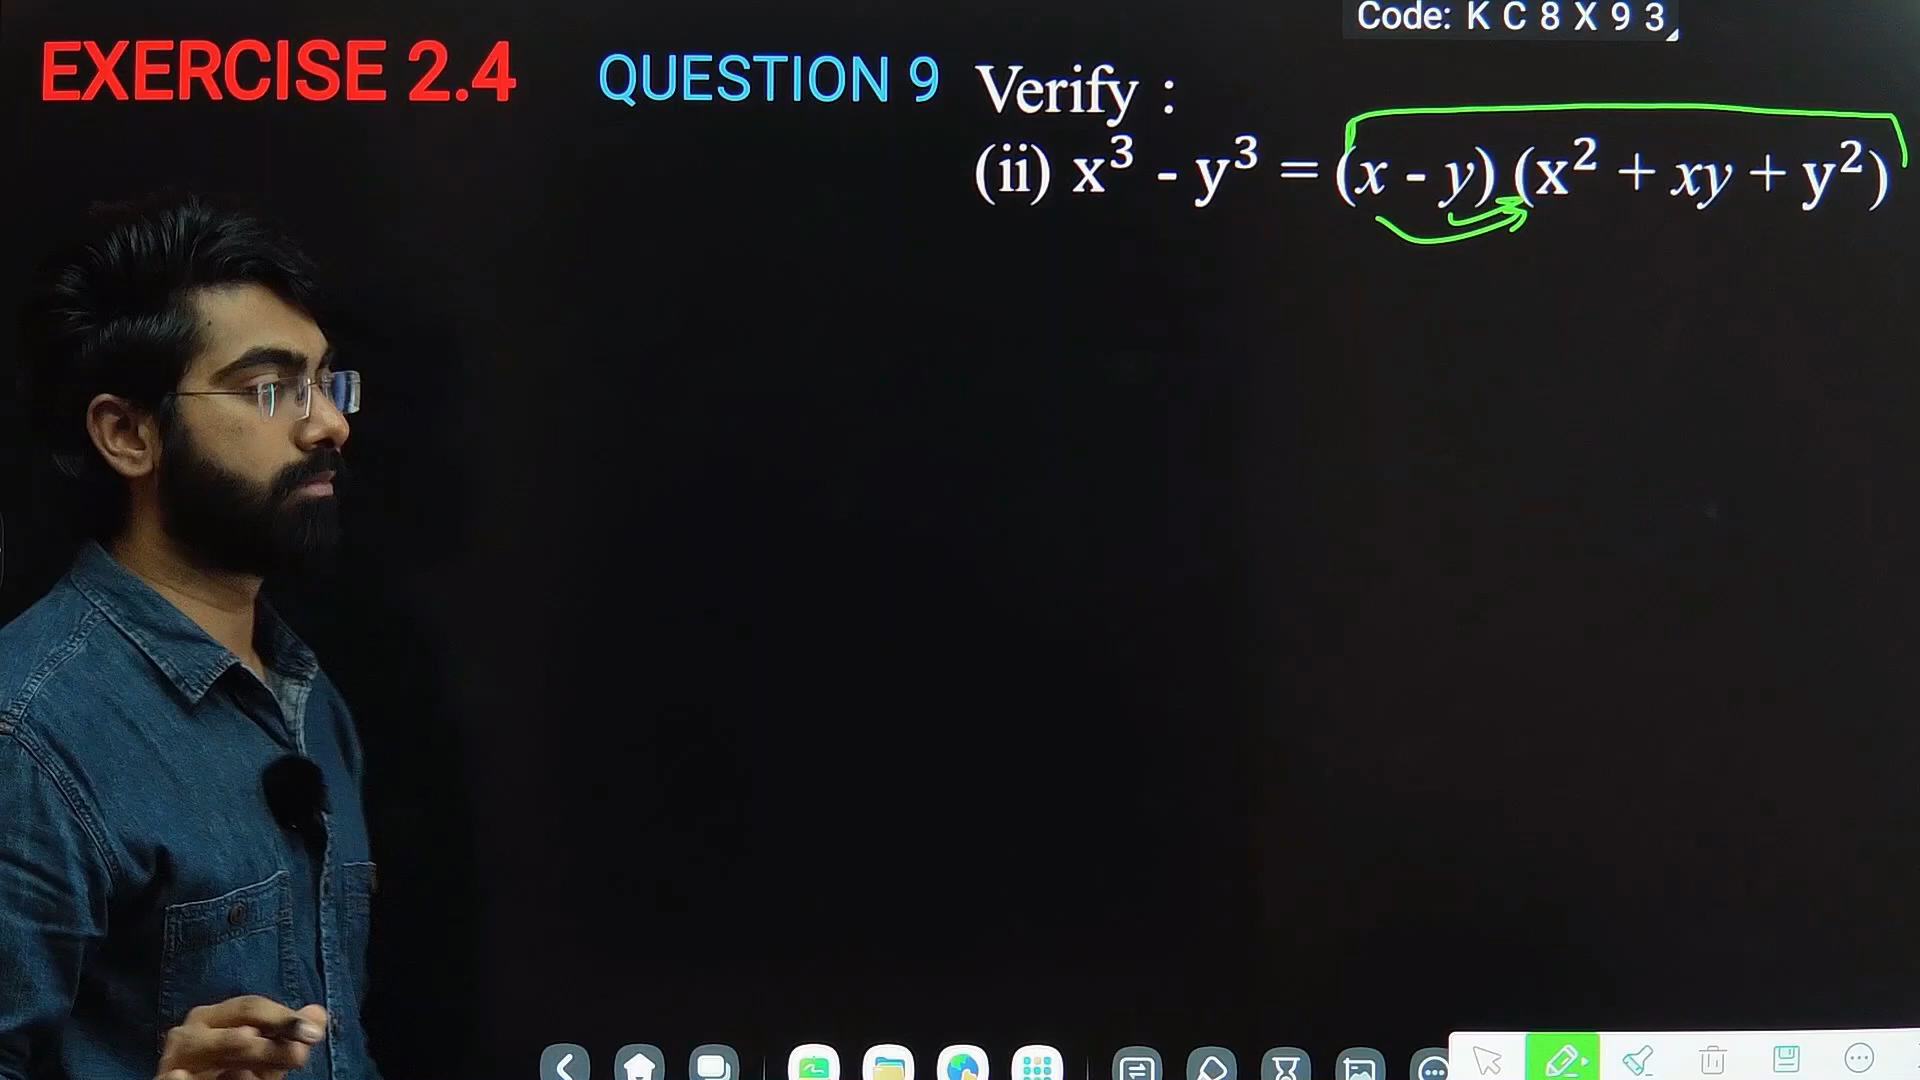 Code: K C 8 X 9 3
EXERCISE 2.4 QUESTION 9 Verify :
(ii) x³ - y³ = (x - y) (x² + xy + y²)